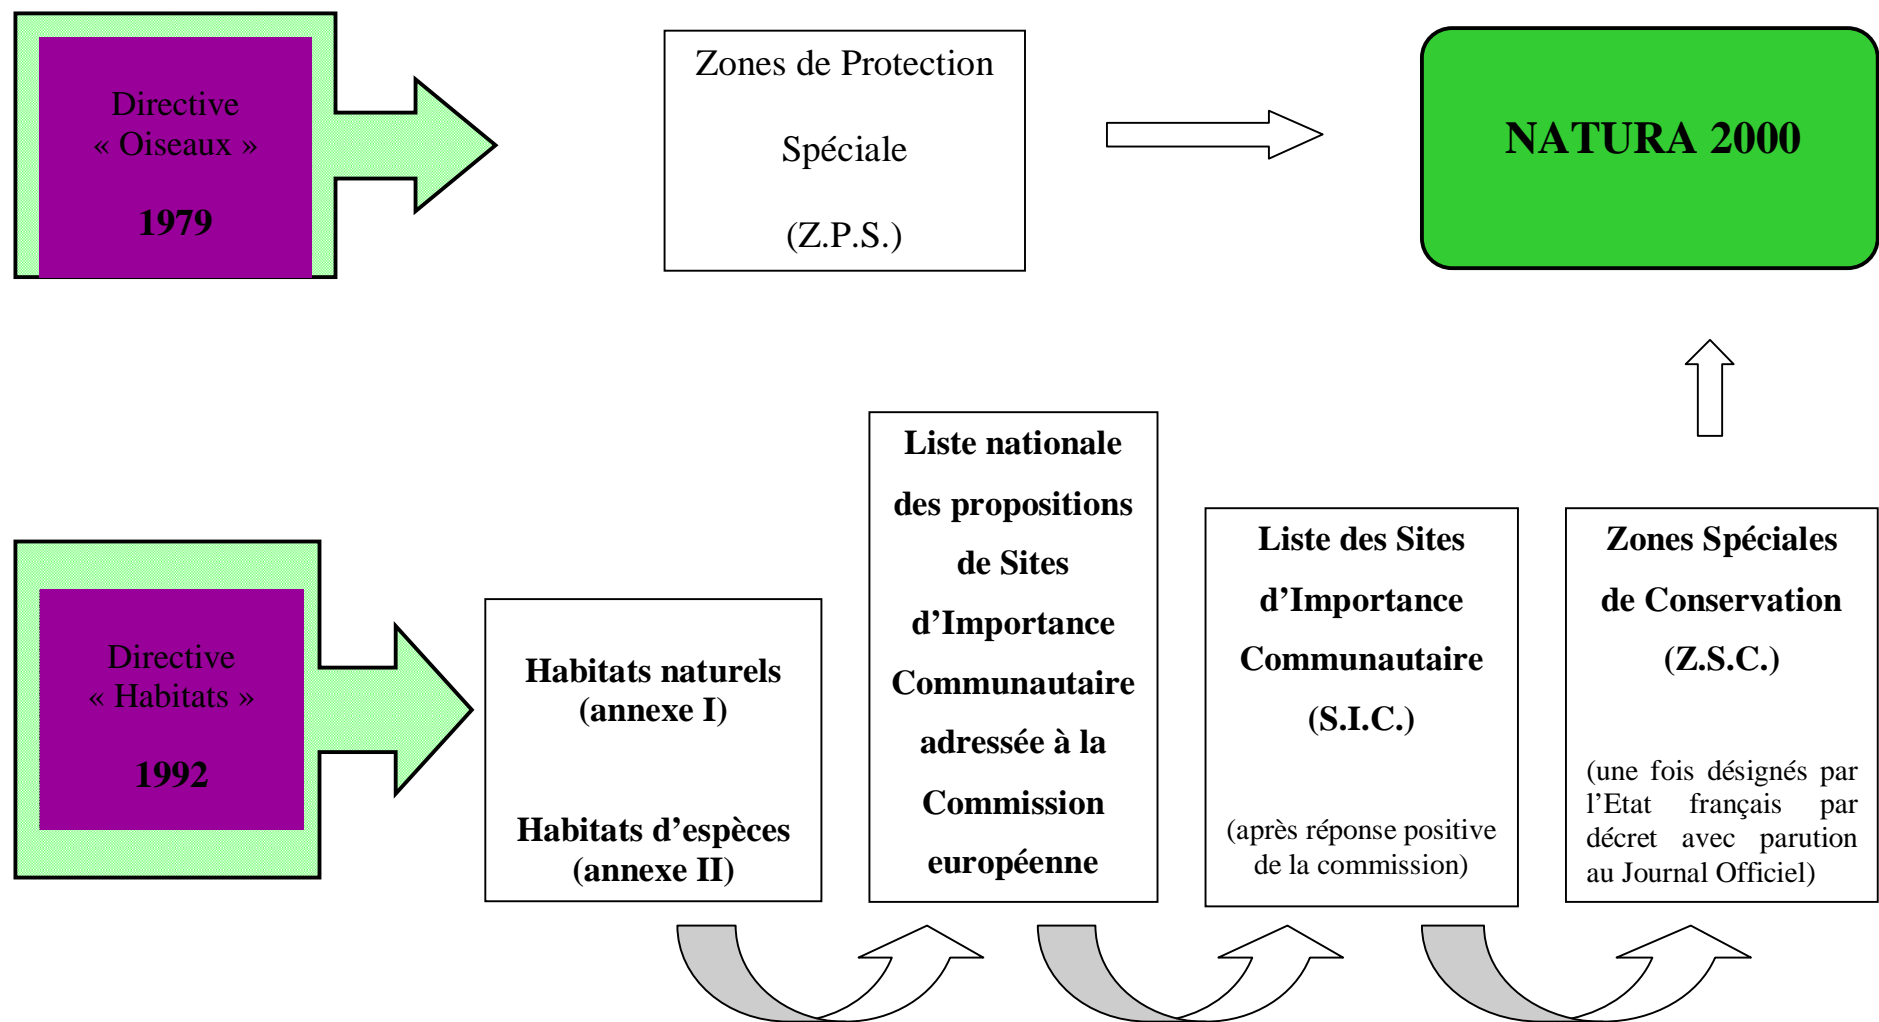 Directive
« Oiseaux »
1979
Zones de Protection
Spéciale
(Z.P.S.)
NATURA 2000
Directive
« Habitats »
1992
Habitats naturels
(annexe I)
Habitats d’espèces
(annexe II)
Liste nationale
des propositions
de Sites
d’Importance
Communautaire
adressée à la
Commission
européenne
Liste des Sites
d’Importance
Communautaire
(S.I.C.)
(après réponse positive
de la commission)
Zones Spéciales
de Conservation
(Z.S.C.)
(une fois désignés par
l’Etat français par
décret avec parution
au Journal Officiel)